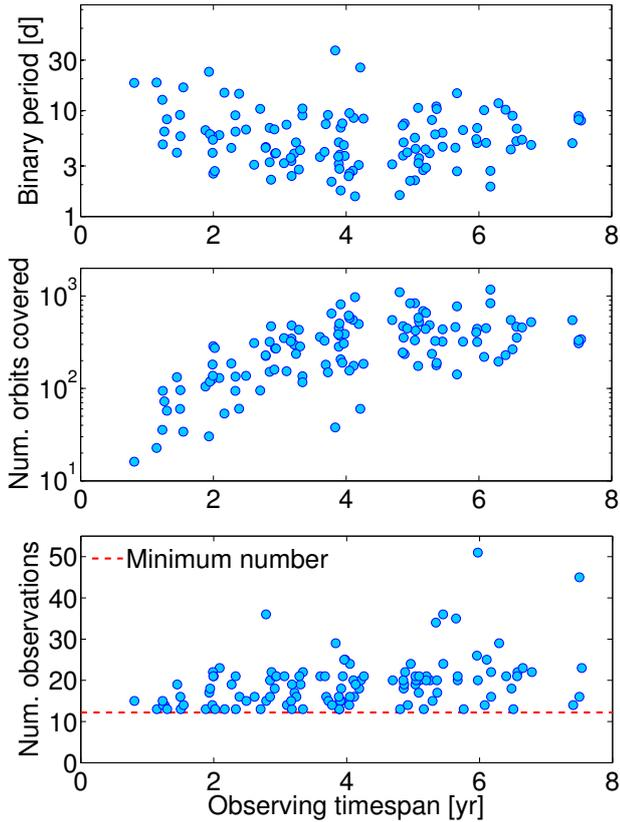 Binary period [d]
30
10
3
1
0 2 4 6 8
Num. orbits covered
10³
10²
10¹
0 2 4 6 8
Num. observations
50
40
30
20
10
0
Minimum number
0 2 4 6 8
Observing timespan [yr]